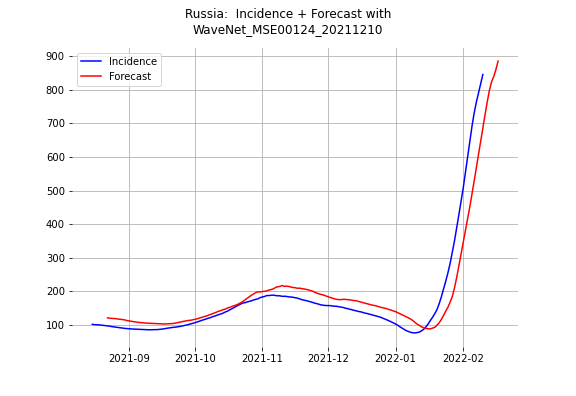 Russia:  Incidence + Forecast with
WaveNet_MSE00124_20211210
Incidence
Forecast
900
800
700
600
500
400
300
200
100
2021-09 2021-10 2021-11 2021-12 2022-01 2022-02